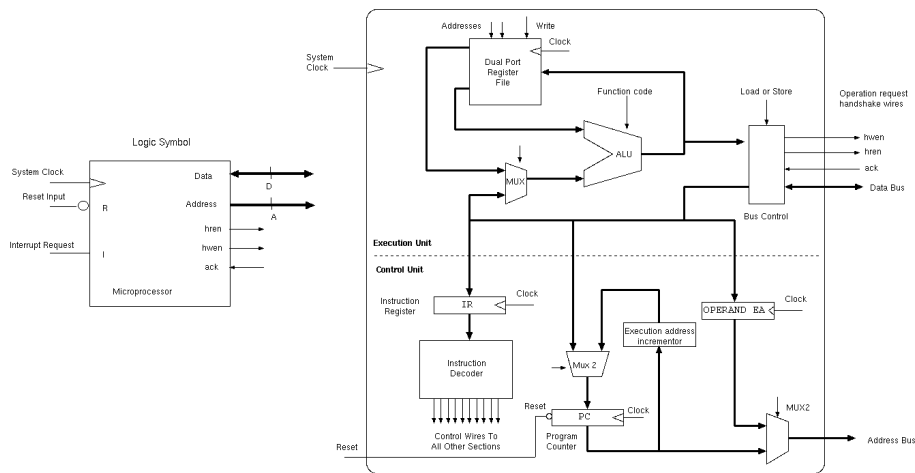 Logic Symbol
System Clock
Reset Input
Interrupt Request
R
I
Data
D
Address
A
hren
hwen
ack
Microprocessor
System
Clock
Addresses
Write
Clock
Dual Port
Register
File
Function code
ALU
MUX
Load or Store
Operation request
handshake wires
hwen
hren
ack
Data Bus
Bus Control
Execution Unit
Control Unit
Instruction
Register
IR
Clock
Instruction
Decoder
Control Wires To
All Other Sections
Mux 2
Execution address
incrementor
OPERAND EA
Clock
Reset
PC
Clock
Program
Counter
MUX2
Address Bus
Reset